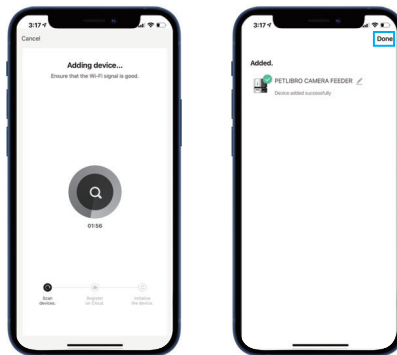 3:17
Cancel
Adding device...
Ensure that the Wi-Fi signal is good.
01:56
Scan
devices.
Register
on Cloud.
Initialize
the device.
3:17
Done
Added.
PETLIBRO CAMERA FEEDER
Device added successfully